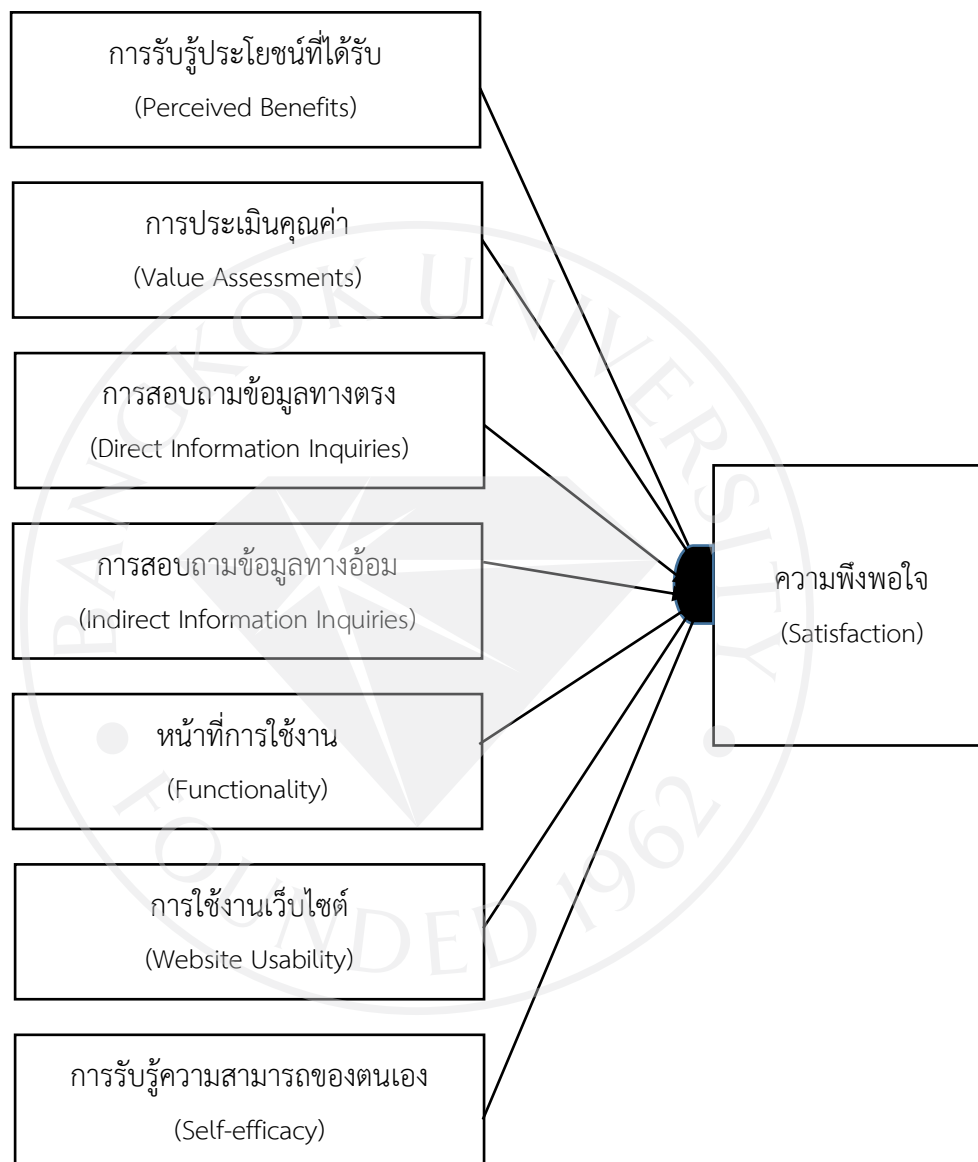 การรับรู้ประโยชน์ที่ได้รับ
(Perceived Benefits)
การประเมินคุณค่า
(Value Assessments)
การสอบถามข้อมูลทางตรง
(Direct Information Inquiries)
การสอบถามข้อมูลทางอ้อม
(Indirect Information Inquiries)
หน้าที่การใช้งาน
(Functionality)
การใช้งานเว็บไซต์
(Website Usability)
การรับรู้ความสามารถของตนเอง
(Self-efficacy)
ความพึงพอใจ
(Satisfaction)
BANGKOK UNIVERSITY
FOUNDED 1962